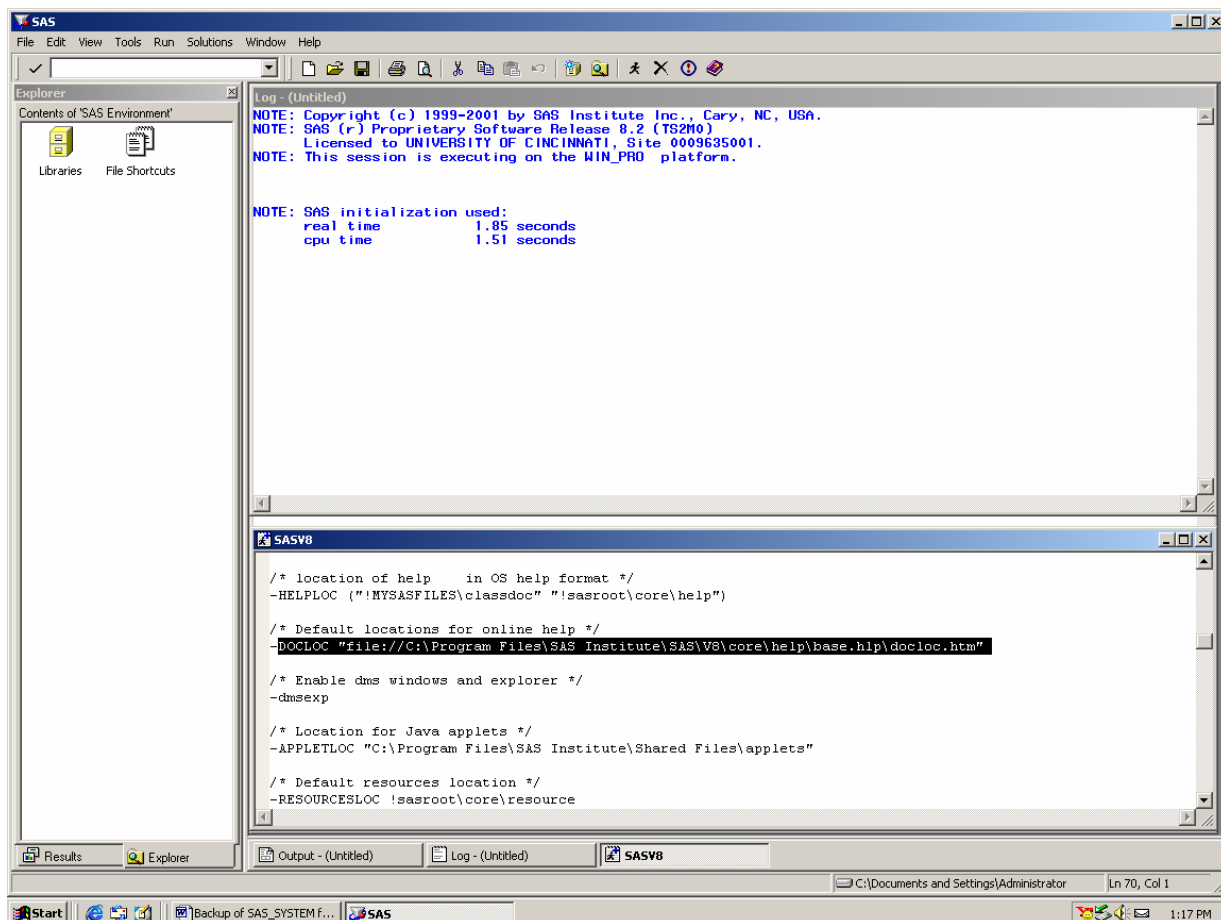 SAS
File Edit View Tools Run Solutions Window Help
Explorer
Contents of 'SAS Environment'
Libraries
File Shortcuts
Log - (Untitled)
NOTE: Copyright (c) 1999-2001 by SAS Institute Inc., Cary, NC, USA.
NOTE: SAS (r) Proprietary Software Release 8.2 (TS2M0)
Licensed to UNIVERSITY OF CINCINNATI, Site 0009635001.
NOTE: This session is executing on the WIN_PRO platform.
NOTE: SAS initialization used:
real time 1.85 seconds
cpu time 1.51 seconds
SASV8
/* location of help in OS help format */
-HELPLOC ("!MYSASFILES\classdoc" "!sasroot\core\help")
/* Default locations for online help */
-DOCLOC "file://C:\Program Files\SAS Institute\SAS\V8\core\help\base.hlp\docloc.htm"
/* Enable dms windows and explorer */
-dmsexp
/* Location for Java applets */
-APPLETLOC "C:\Program Files\SAS Institute\Shared Files\applets"
/* Default resources location */
-RESOURCESLOC !sasroot\core\resource
Results
Explorer
Output - (Untitled)
Log - (Untitled)
SASV8
C:\Documents and Settings\Administrator
Ln 70, Col 1
Start
Backup of SAS_SYSTEM f...
SAS
1:17 PM